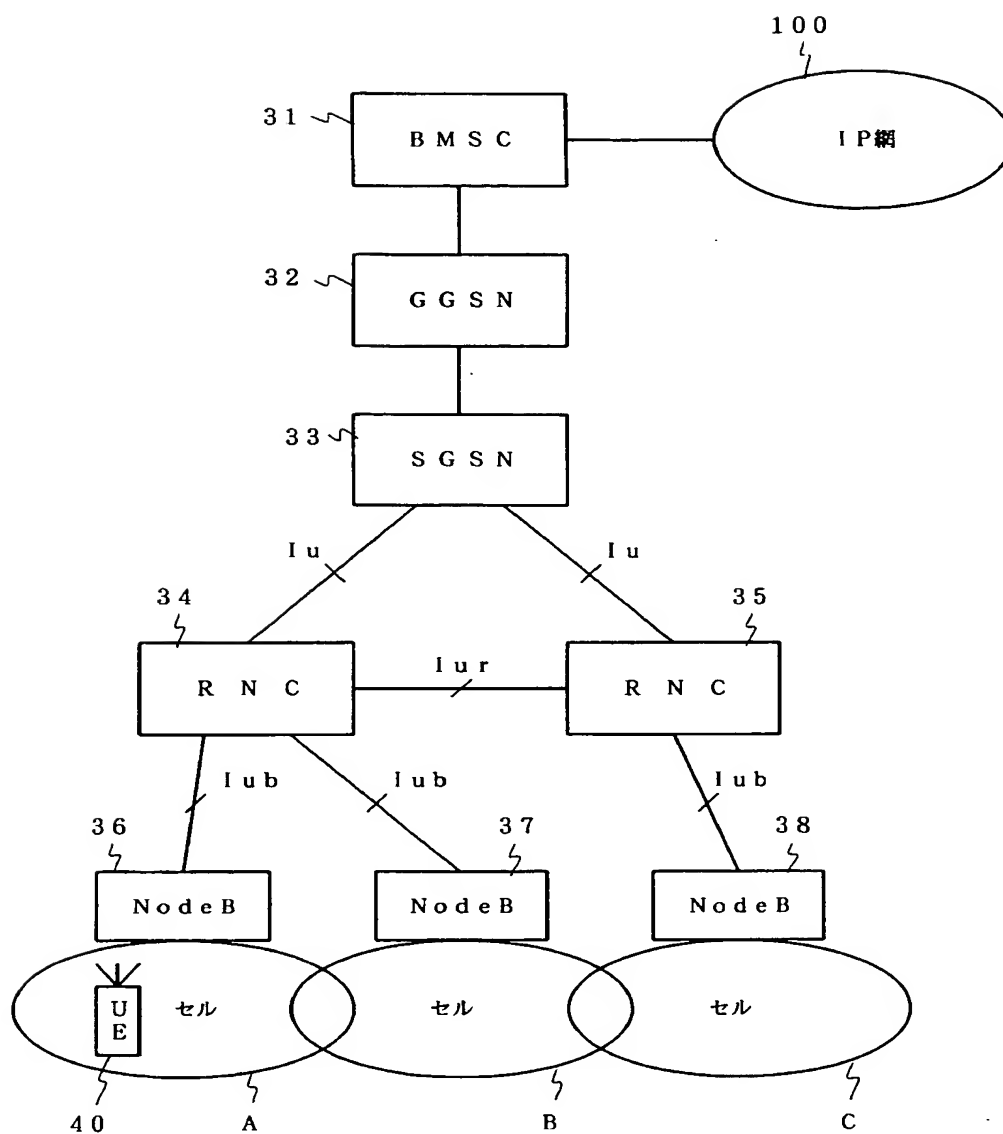 100
31
BMSC
IP網
32
GGSN
33
SGSN
Iu
Iu
34
35
RNC
Iur
RNC
Iub
Iub
Iub
36
37
38
NodeB
NodeB
NodeB
UE
セル
セル
セル
40
A
B
C